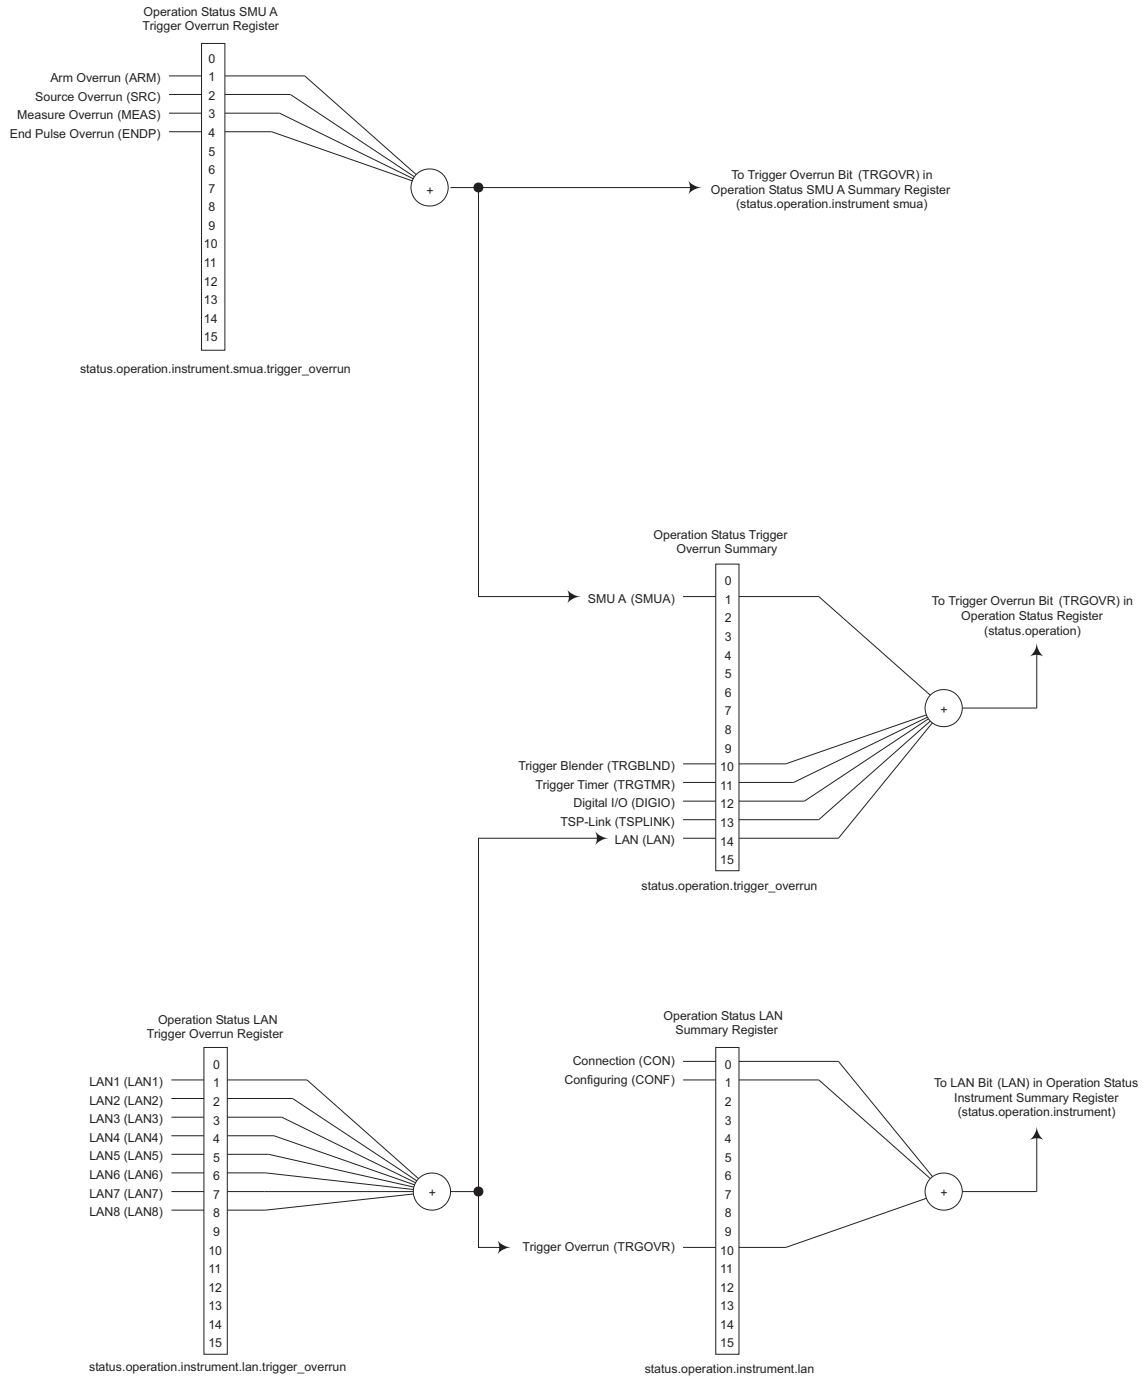 Operation Status SMU A
Trigger Overrun Register
0
Arm Overrun (ARM) 1
Source Overrun (SRC) 2
Measure Overrun (MEAS) 3
End Pulse Overrun (ENDP) 4
5
6
7
8
9
10
11
12
13
14
15
status.operation.instrument.smua.trigger_overrun
+
To Trigger Overrun Bit (TRGOVR) in
Operation Status SMU A Summary Register
(status.operation.instrument smua)
Operation Status Trigger
Overrun Summary
0
SMU A (SMUA) 1
2
3
4
5
6
7
8
9
Trigger Blender (TRGBLND) 10
Trigger Timer (TRGTMR) 11
Digital I/O (DIGIO) 12
TSP-Link (TSPLINK) 13
LAN (LAN) 14
15
status.operation.trigger_overrun
+
To Trigger Overrun Bit (TRGOVR) in
Operation Status Register
(status.operation)
Operation Status LAN
Trigger Overrun Register
0
LAN1 (LAN1) 1
LAN2 (LAN2) 2
LAN3 (LAN3) 3
LAN4 (LAN4) 4
LAN5 (LAN5) 5
LAN6 (LAN6) 6
LAN7 (LAN7) 7
LAN8 (LAN8) 8
9
10
11
12
13
14
15
status.operation.instrument.lan.trigger_overrun
+
Operation Status LAN
Summary Register
Connection (CON) 0
Configuring (CONF) 1
2
3
4
5
6
7
8
9
Trigger Overrun (TRGOVR) 10
11
12
13
14
15
status.operation.instrument.lan
+
To LAN Bit (LAN) in Operation Status
Instrument Summary Register
(status.operation.instrument)